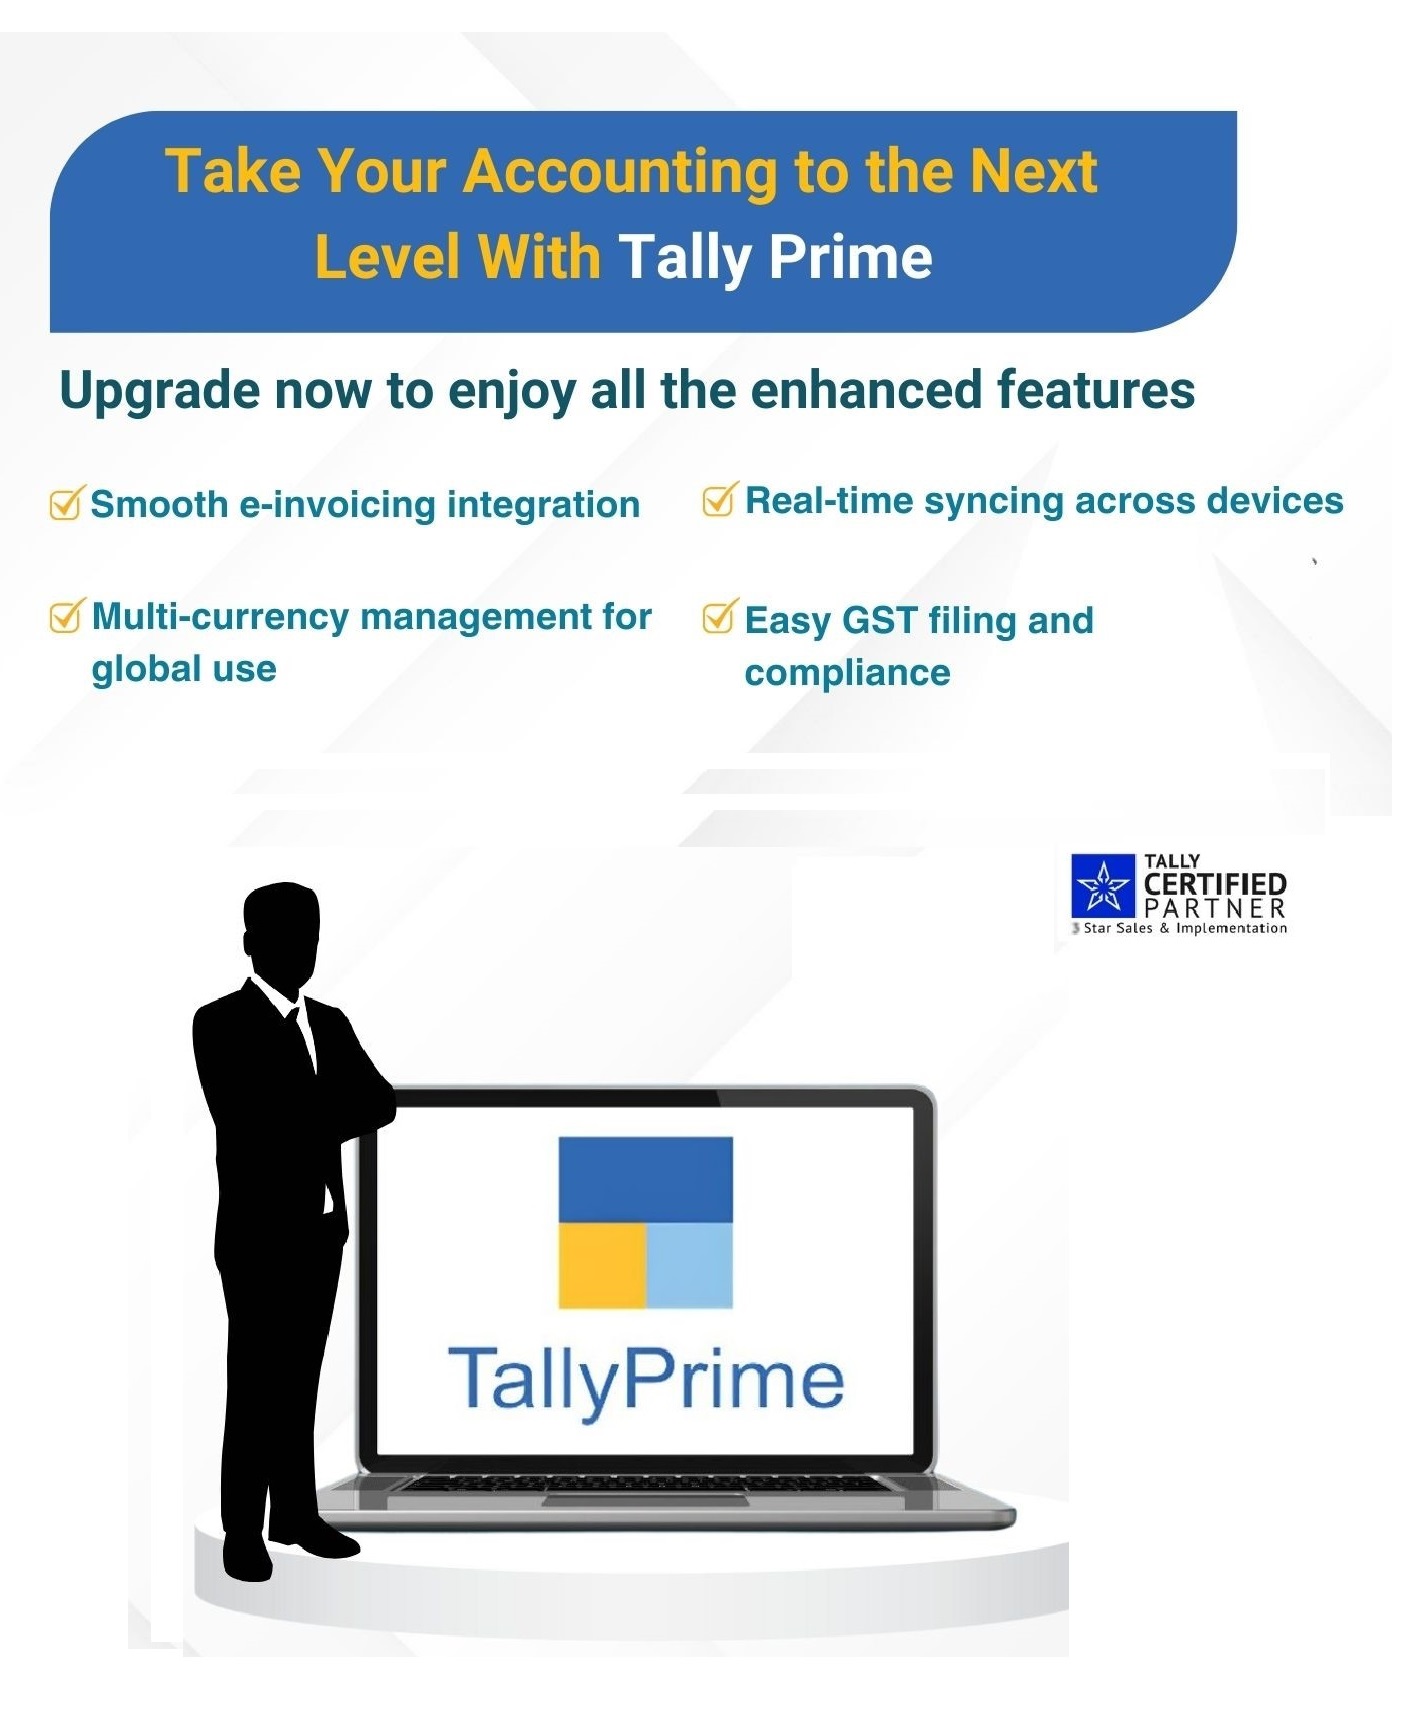 Take Your Accounting to the Next
Level With Tally Prime
Upgrade now to enjoy all the enhanced features
Smooth e-invoicing integration
Real-time syncing across devices
Multi-currency management for
global use
Easy GST filing and
compliance
TALLY
CERTIFIED
PARTNER
3 Star Sales & Implementation
TallyPrime